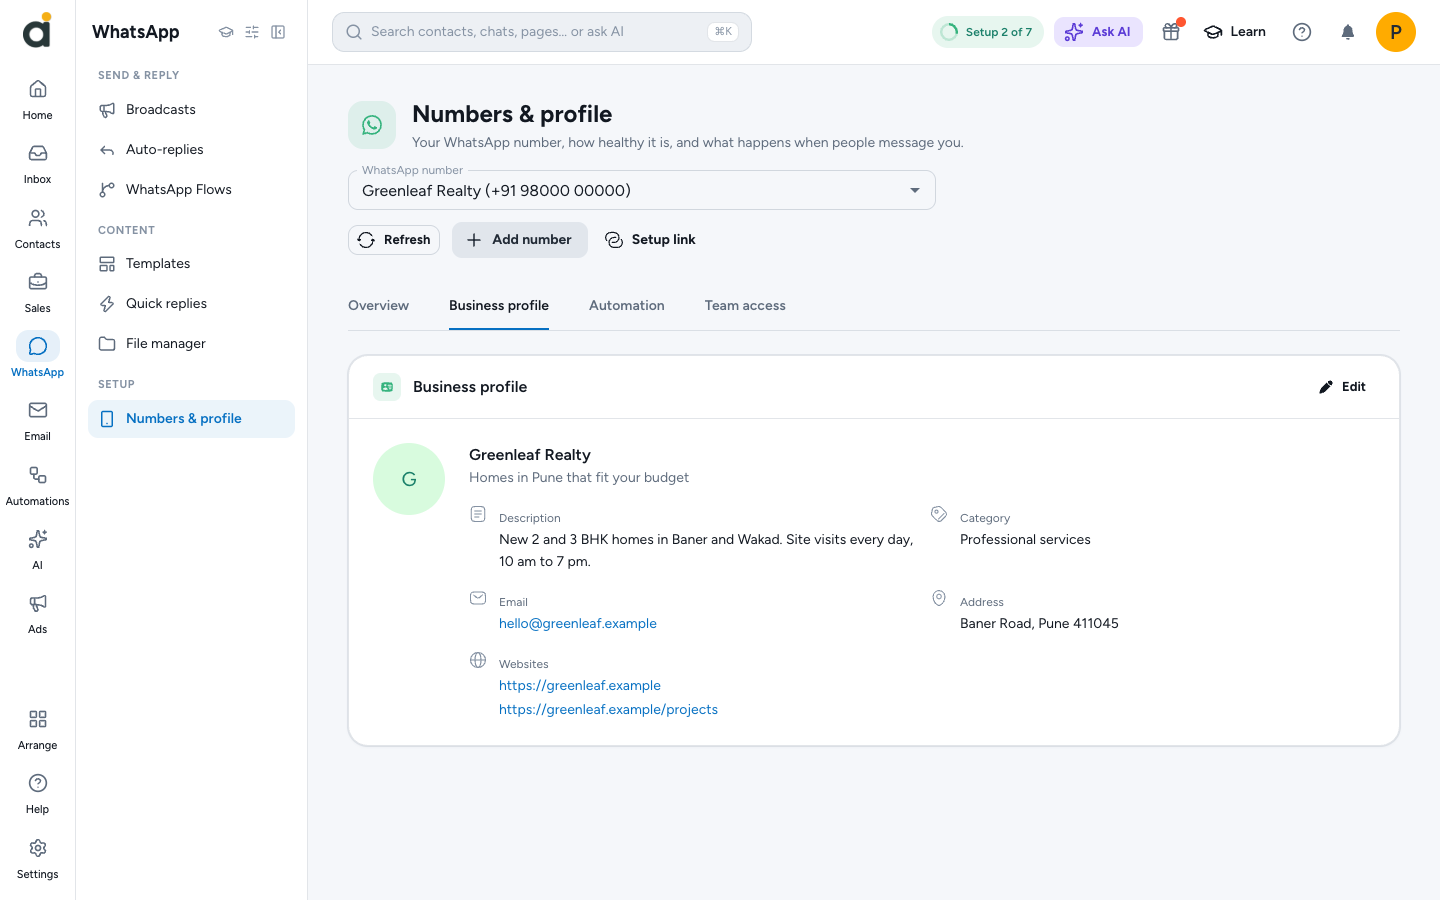 WhatsApp
Search contacts, chats, pages... or ask AI
⌘K
Setup 2 of 7
Ask AI
Learn
P
Home
Inbox
Contacts
Sales
WhatsApp
Email
Automations
AI
Ads
Arrange
Help
Settings
SEND & REPLY
Broadcasts
Auto-replies
WhatsApp Flows
CONTENT
Templates
Quick replies
File manager
SETUP
Numbers & profile
Numbers & profile
Your WhatsApp number, how healthy it is, and what happens when people message you.
WhatsApp number
Greenleaf Realty (+91 98000 00000)
Refresh
Add number
Setup link
Overview
Business profile
Automation
Team access
Business profile
Edit
G
Greenleaf Realty
Homes in Pune that fit your budget
Description
New 2 and 3 BHK homes in Baner and Wakad. Site visits every day,
10 am to 7 pm.
Category
Professional services
Email
hello@greenleaf.example
Address
Baner Road, Pune 411045
Websites
https://greenleaf.example
https://greenleaf.example/projects